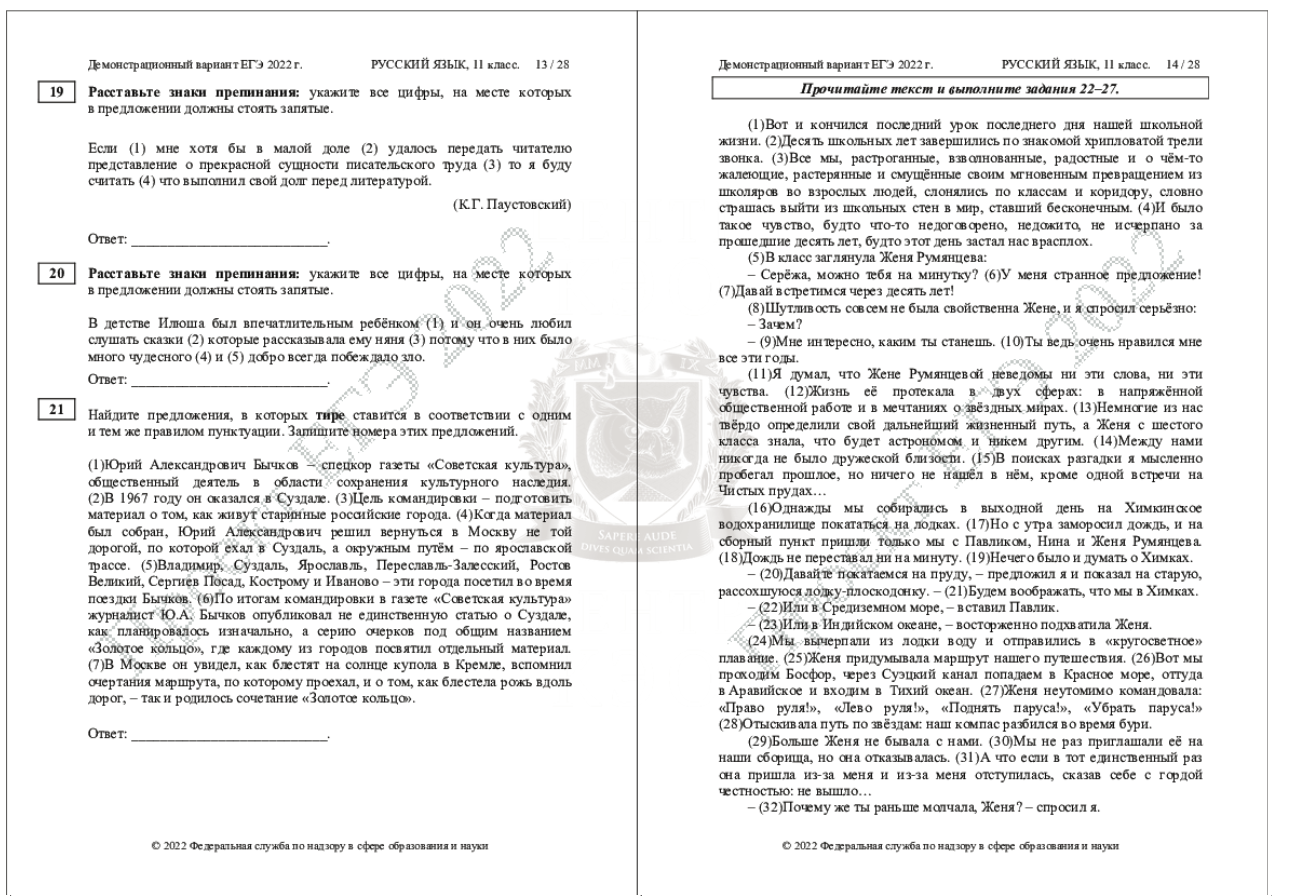 Демонстрационный вариант ЕГЭ 2022 г. РУССКИЙ ЯЗЫК, 11 класс. 13 / 28
19
Расставьте знаки препинания: укажите все цифры, на месте которых
в предложении должны стоять запятые.
Если (1) мне хотя бы в малой доле (2) удалось передать читателю
представление о прекрасной сущности писательского труда (3) то я буду
считать (4) что выполнил свой долг перед литературой.
(К.Г. Паустовский)
Ответ: ___________________________.
20
Расставьте знаки препинания: укажите все цифры, на месте которых
в предложении должны стоять запятые.
В детстве Илюша был впечатлительным ребёнком (1) и он очень любил
слушать сказки (2) которые рассказывала ему няня (3) потому что в них было
много чудесного (4) и (5) добро всегда побеждало зло.
Ответ: ___________________________.
21
Найдите предложения, в которых тире ставится в соответствии с одним
и тем же правилом пунктуации. Запишите номера этих предложений.
(1)Юрий Александрович Бычков – спецкор газеты «Советская культура»,
общественный деятель в области сохранения культурного наследия.
(2)В 1967 году он оказался в Суздале. (3)Цель командировки – подготовить
материал о том, как живут старинные российские города. (4)Когда материал
был собран, Юрий Александрович решил вернуться в Москву не той
дорогой, по которой ехал в Суздаль, а окружным путём – по ярославской
трассе. (5)Владимир, Суздаль, Ярославль, Переславль-Залесский, Ростов
Великий, Сергиев Посад, Кострому и Иваново – эти города посетил во время
поездки Бычков. (6)По итогам командировки в газете «Советская культура»
журналист Ю.А. Бычков опубликовал не единственную статью о Суздале,
как планировалось изначально, а серию очерков под общим названием
«Золотое кольцо», где каждому из городов посвятил отдельный материал.
(7)В Москве он увидел, как блестят на солнце купола в Кремле, вспомнил
очертания маршрута, по которому проехал, и о том, как блестела рожь вдоль
дорог, – так и родилось сочетание «Золотое кольцо».
Ответ: ___________________________.
© 2022 Федеральная служба по надзору в сфере образования и науки
Демонстрационный вариант ЕГЭ 2022 г. РУССКИЙ ЯЗЫК, 11 класс. 14 / 28
Прочитайте текст и выполните задания 22–27.
(1)Вот и кончился последний урок последнего дня нашей школьной
жизни. (2)Десять школьных лет завершились по знакомой хрипловатой трели
звонка. (3)Все мы, растроганные, взволнованные, радостные и о чём-то
жалеющие, растерянные и смущённые своим мгновенным превращением из
школяров во взрослых людей, слонялись по классам и коридору, словно
страшась выйти из школьных стен в мир, ставший бесконечным. (4)И было
такое чувство, будто что-то недоговорено, недожито, не исчерпано за
прошедшие десять лет, будто этот день застал нас врасплох.
(5)В класс заглянула Женя Румянцева:
– Серёжа, можно тебя на минутку? (6)У меня странное предложение!
(7)Давай встретимся через десять лет!
(8)Шутливость совсем не была свойственна Жене, и я спросил серьёзно:
– Зачем?
– (9)Мне интересно, каким ты станешь. (10)Ты ведь очень нравился мне
все эти годы.
(11)Я думал, что Жене Румянцевой неведомы ни эти слова, ни эти
чувства. (12)Жизнь её протекала в двух сферах: в напряжённой
общественной работе и в мечтаниях о звёздных мирах. (13)Немногие из нас
твёрдо определили свой дальнейший жизненный путь, а Женя с шестого
класса знала, что будет астрономом и никем другим. (14)Между нами
никогда не было дружеской близости. (15)В поисках разгадки я мысленно
пробегал прошлое, но ничего не нашёл в нём, кроме одной встречи на
Чистых прудах…
(16)Однажды мы собирались в выходной день на Химкинское
водохранилище покататься на лодках. (17)Но с утра заморосил дождь, и на
сборный пункт пришли только мы с Павликом, Нина и Женя Румянцева.
(18)Дождь не переставал ни на минуту. (19)Нечего было и думать о Химках.
– (20)Давайте покатаемся на пруду, – предложил я и показал на старую,
рассохшуюся лодку-плоскодонку. – (21)Будем воображать, что мы в Химках.
– (22)Или в Средиземном море, – вставил Павлик.
– (23)Или в Индийском океане, – восторженно подхватила Женя.
(24)Мы вычерпали из лодки воду и отправились в «кругосветное»
плавание. (25)Женя придумывала маршрут нашего путешествия. (26)Вот мы
проходим Босфор, через Суэцкий канал попадаем в Красное море, оттуда
в Аравийское и входим в Тихий океан. (27)Женя неутомимо командовала:
«Право руля!», «Лево руля!», «Поднять паруса!», «Убрать паруса!»
(28)Отыскивала путь по звёздам: наш компас разбился во время бури.
(29)Больше Женя не бывала с нами. (30)Мы не раз приглашали её на
наши сборища, но она отказывалась. (31)А что если в тот единственный раз
она пришла из-за меня и из-за меня отступилась, сказав себе с гордой
честностью: не вышло…
– (32)Почему же ты раньше молчала, Женя? – спросил я.
© 2022 Федеральная служба по надзору в сфере образования и науки
SAPERE AUDE
DIVES QUAM SCIENTIA